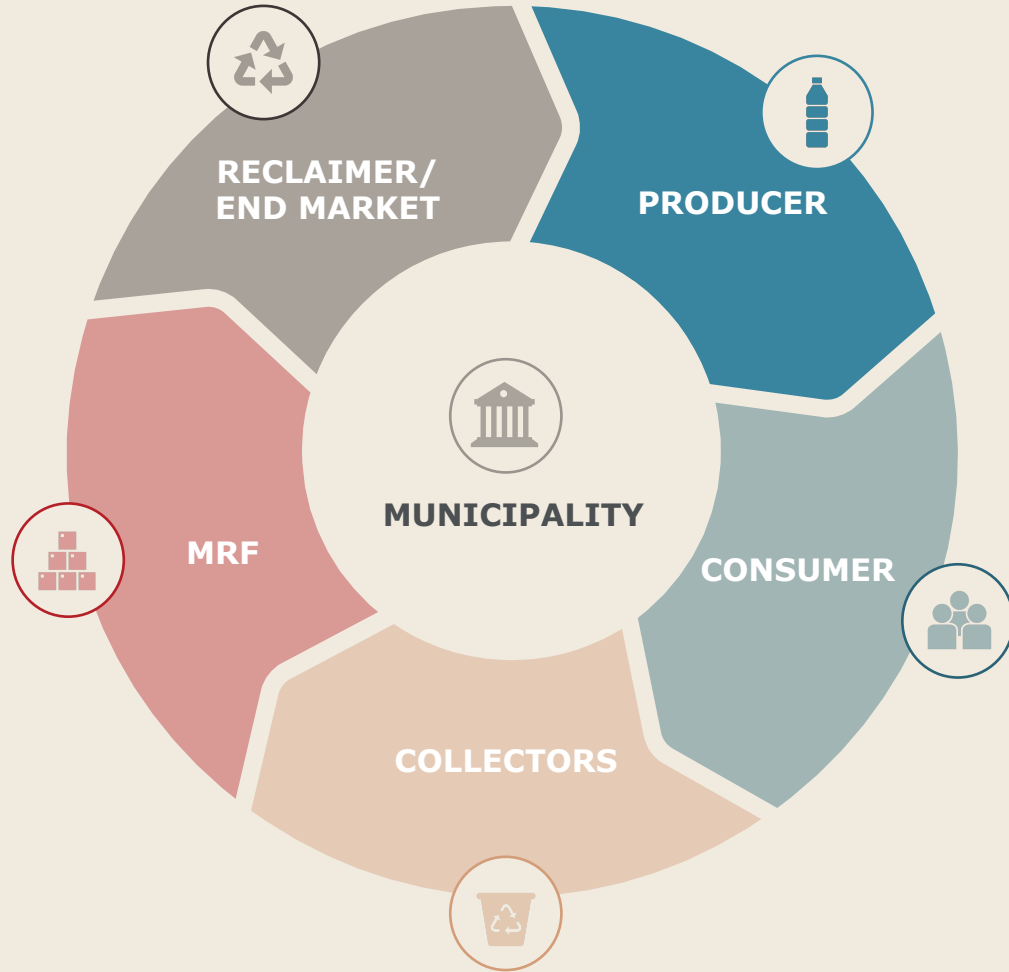 RECLAIMER/
END MARKET
PRODUCER
MUNICIPALITY
MRF
CONSUMER
COLLECTORS